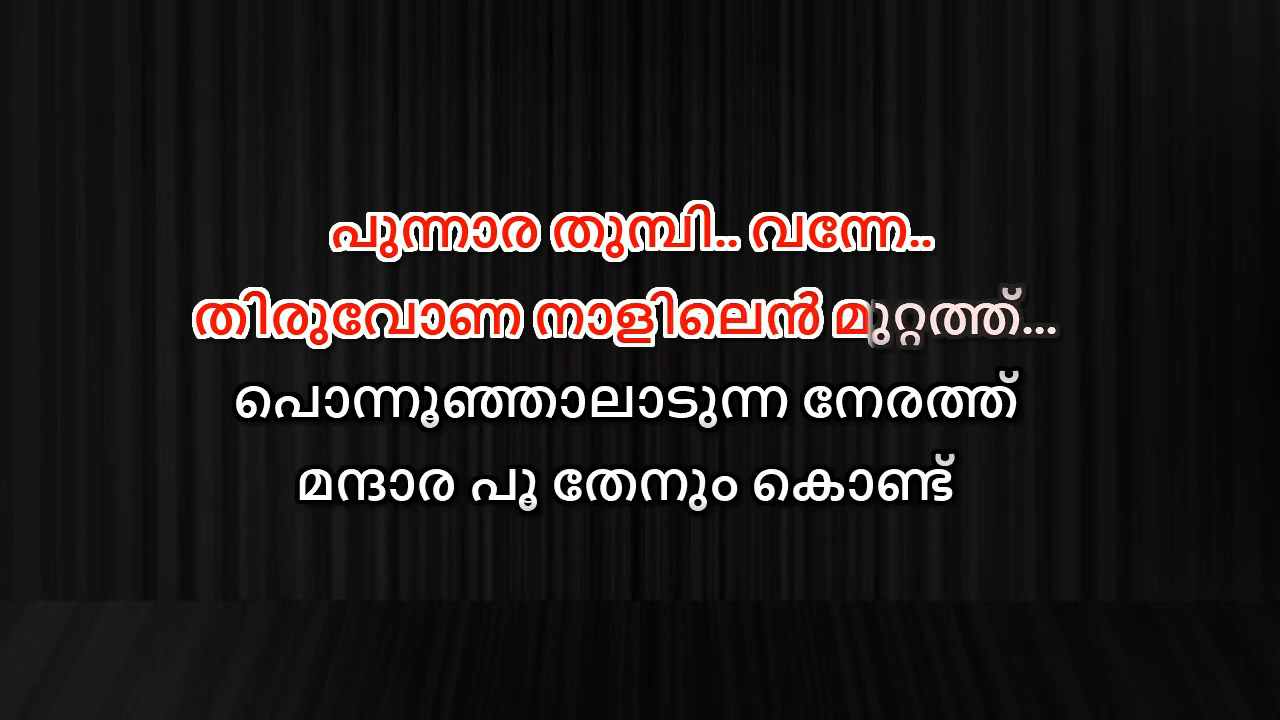 പുന്നാര തുമ്പി.. വന്നേ..
തിരുവോണ നാളിലെൻ മുറ്റത്ത്...
പൊന്നൂഞ്ഞാലാടുന്ന നേരത്ത്
മന്ദാര പൂ തേനും കൊണ്ട്